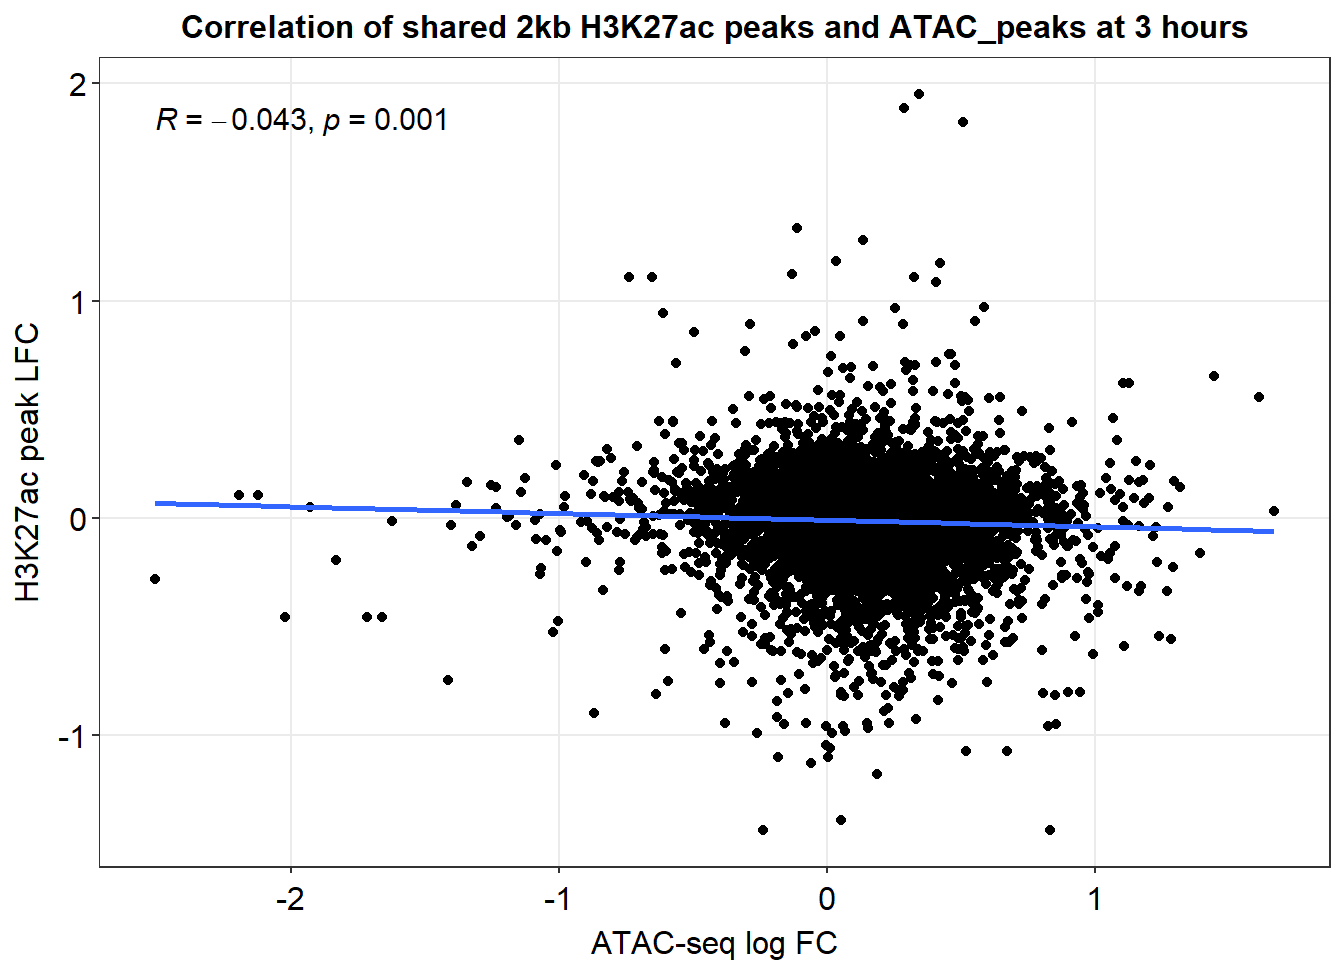 Correlation of shared 2kb H3K27ac peaks and ATAC_peaks at 3 hours
R = −0.043, p = 0.001
H3K27ac peak LFC
2
1
0
-1
-2
-1
0
1
ATAC-seq log FC